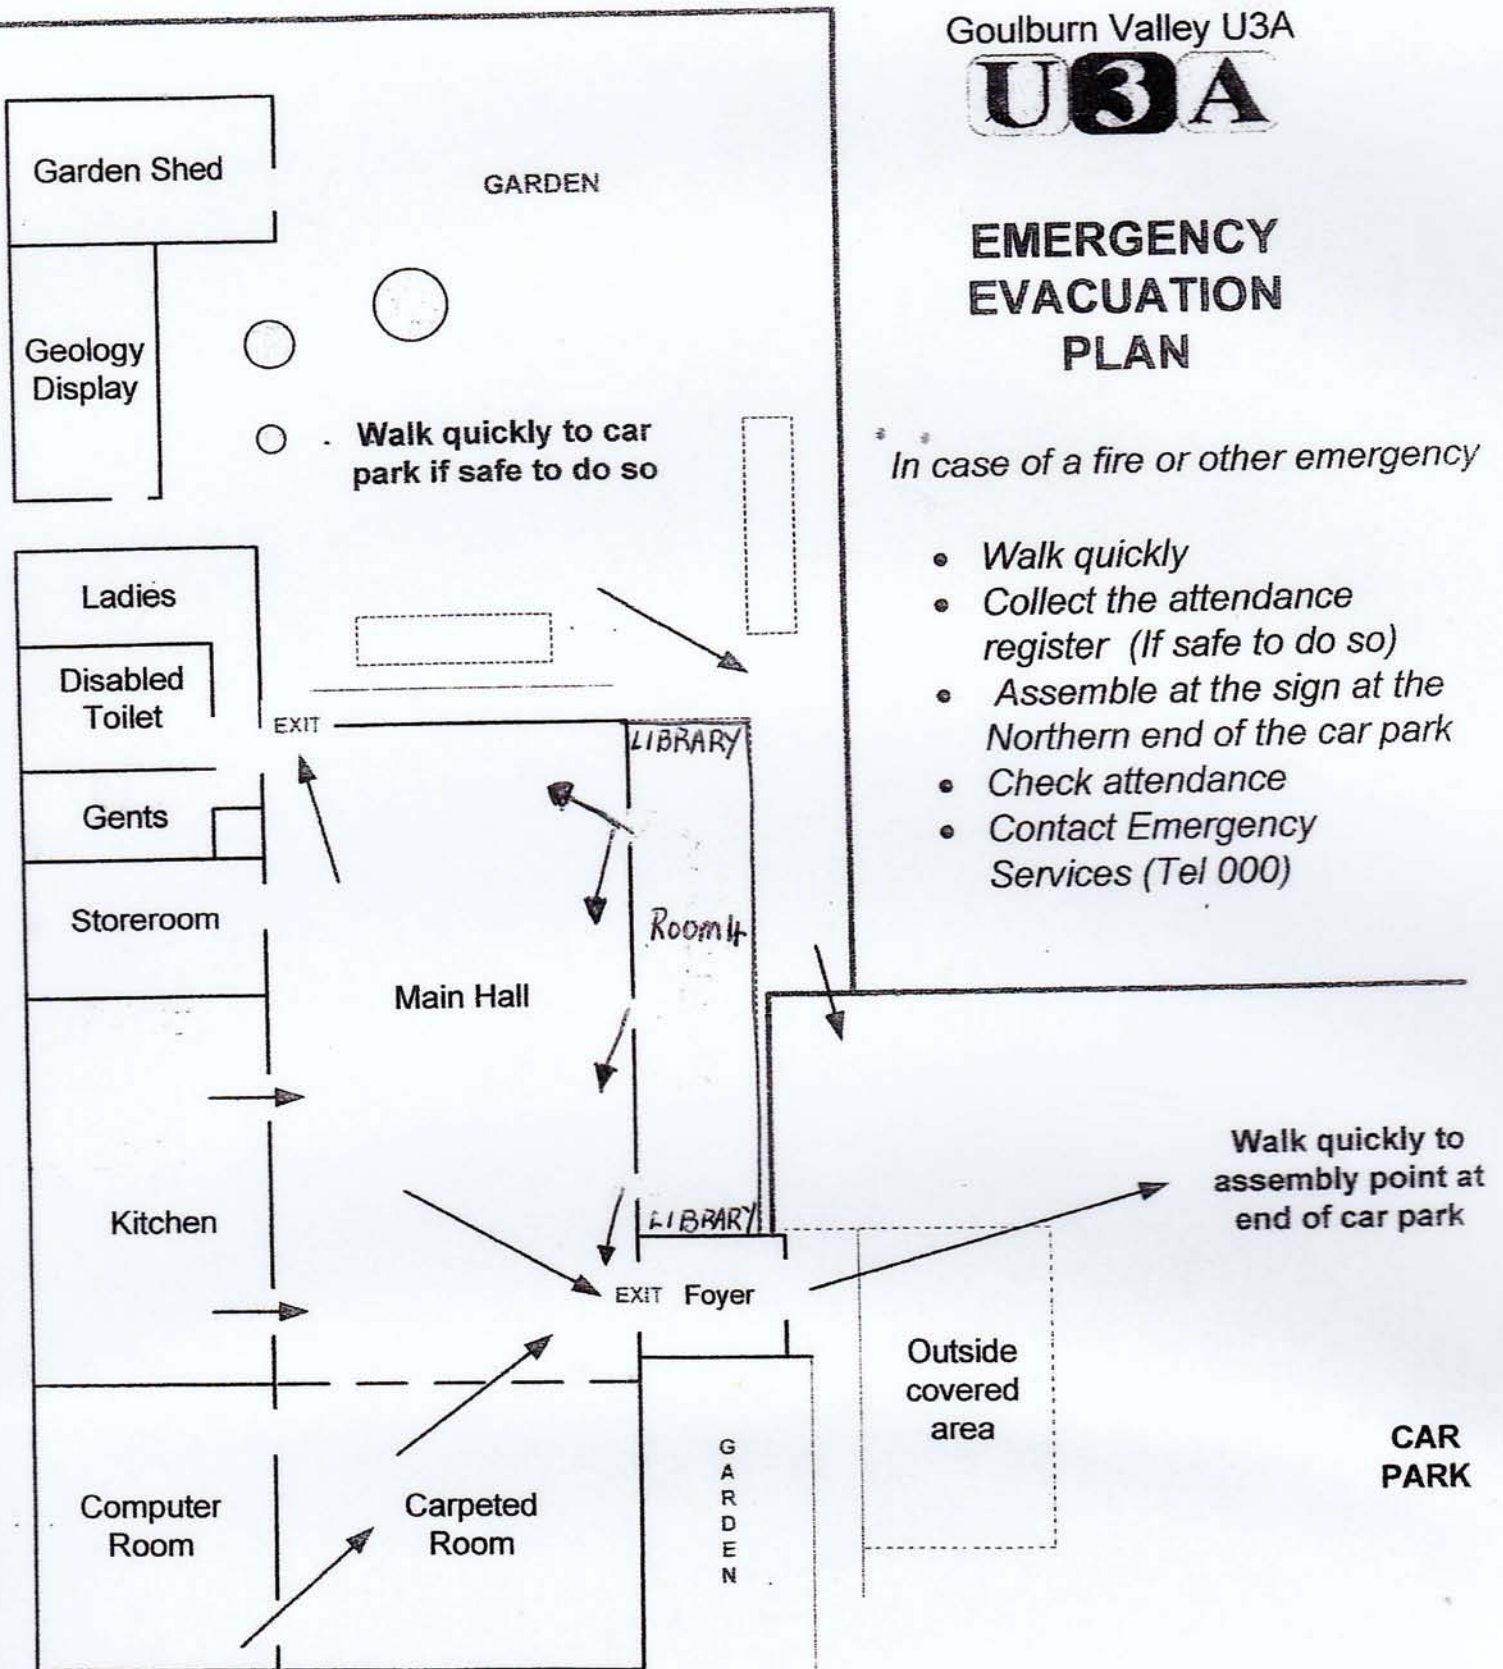 Goulburn Valley U3A
U3A
EMERGENCY
EVACUATION
PLAN
In case of a fire or other emergency
• Walk quickly
• Collect the attendance
register (If safe to do so)
• Assemble at the sign at the
Northern end of the car park
• Check attendance
• Contact Emergency
Services (Tel 000)
Garden Shed
GARDEN
Geology
Display
Walk quickly to car
park if safe to do so
Ladies
Disabled
Toilet
EXIT
Gents
Storeroom
LIBRARY
Room 4
Main Hall
Kitchen
LIBRARY
EXIT
Foyer
Walk quickly to
assembly point at
end of car park
Outside
covered
area
CAR
PARK
Computer
Room
Carpeted
Room
GARDEN